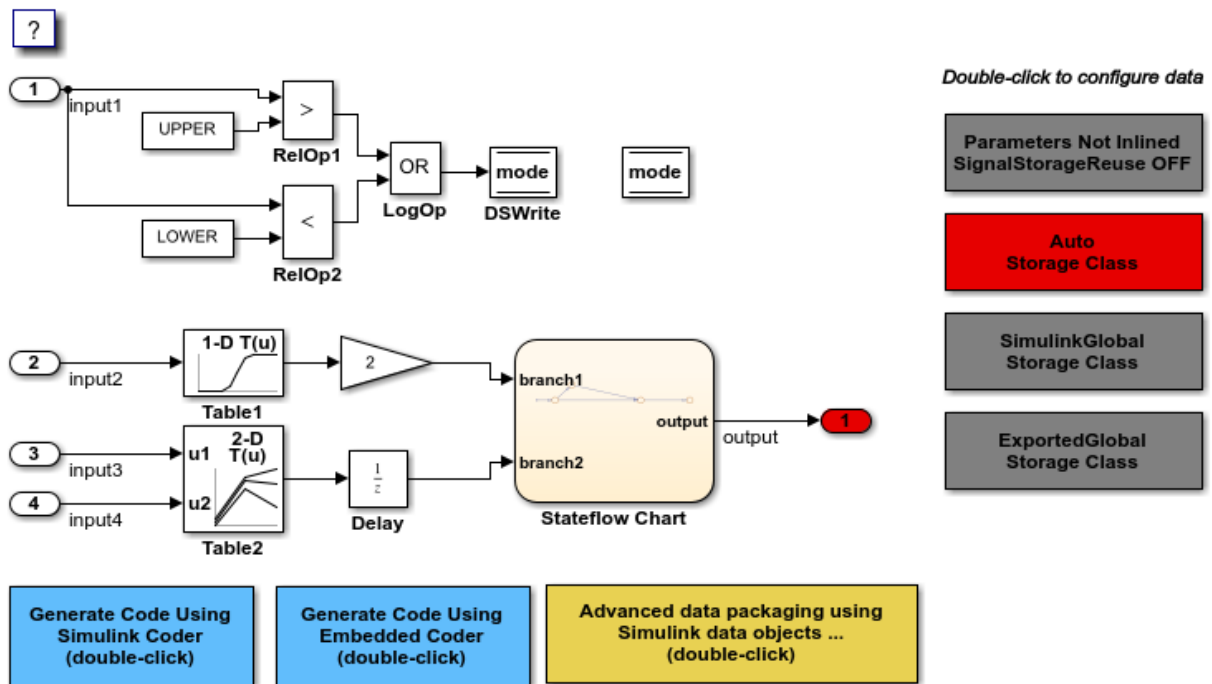 ?
1
input1
UPPER
>
RelOp1
LOWER
<
RelOp2
OR
LogOp
mode
DSWrite
mode
2
input2
1-D T(u)
Table1
2
3
input3
4
input4
u1
u2
2-D
T(u)
Table2
1
z
Delay
branch1
branch2
output
Stateflow Chart
output
1
Double-click to configure data
Parameters Not Inlined
SignalStorageReuse OFF
Auto
Storage Class
SimulinkGlobal
Storage Class
ExportedGlobal
Storage Class
Generate Code Using
Simulink Coder
(double-click)
Generate Code Using
Embedded Coder
(double-click)
Advanced data packaging using
Simulink data objects ...
(double-click)